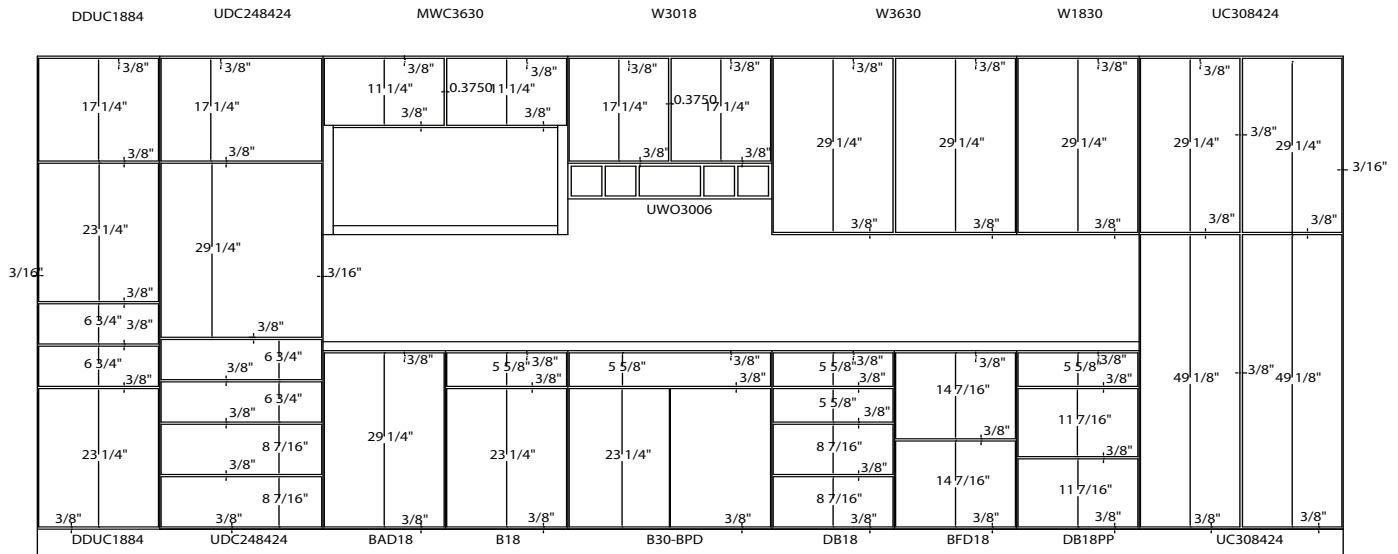 DDUC1884 UDC248424 MWC3630 W3018 W3630 W1830 UC308424
3/8" 3/8" 3/8" 3/8" 3/8" 3/8" 3/8" 3/8" 3/8" 3/8"
11 1/4" 0.3750 11 1/4"
17 1/4" 17 1/4" 17 1/4" 0.3750 17 1/4"
3/8" 3/8"
3/8"
29 1/4" 29 1/4" 29 1/4" 29 1/4" 29 1/4"
3/8" 3/8" 3/8" 3/8"
3/16"
UWO3006
23 1/4" 3/8" 3/8" 3/8" 3/8" 3/8"
29 1/4"
3/16" 3/16"
3/8"
6 3/4" 3/8" 3/8"
6 3/4" 3/8" 3/8" 3/8" 3/8" 3/8" 3/8"
6 3/4" 3/8" 5 5/8" 5 5/8" 5 5/8" 5 5/8" 3/8" 49 1/8" 49 1/8"
3/8" 3/8" 3/8" 3/8" 14 7/16" 3/8"
6 3/4" 5 5/8"
3/8" 3/8" 11 7/16"
29 1/4" 3/8"
8 7/16" 8 7/16"
23 1/4" 23 1/4" 23 1/4"
3/8" 3/8" 3/8"
14 7/16" 11 7/16"
8 7/16" 8 7/16"
3/8" 3/8" 3/8" 3/8" 3/8" 3/8" 3/8" 3/8" 3/8"
DDUC1884 UDC248424 BAD18 B18 B30-BPD DB18 BFD18 DB18PP UC308424